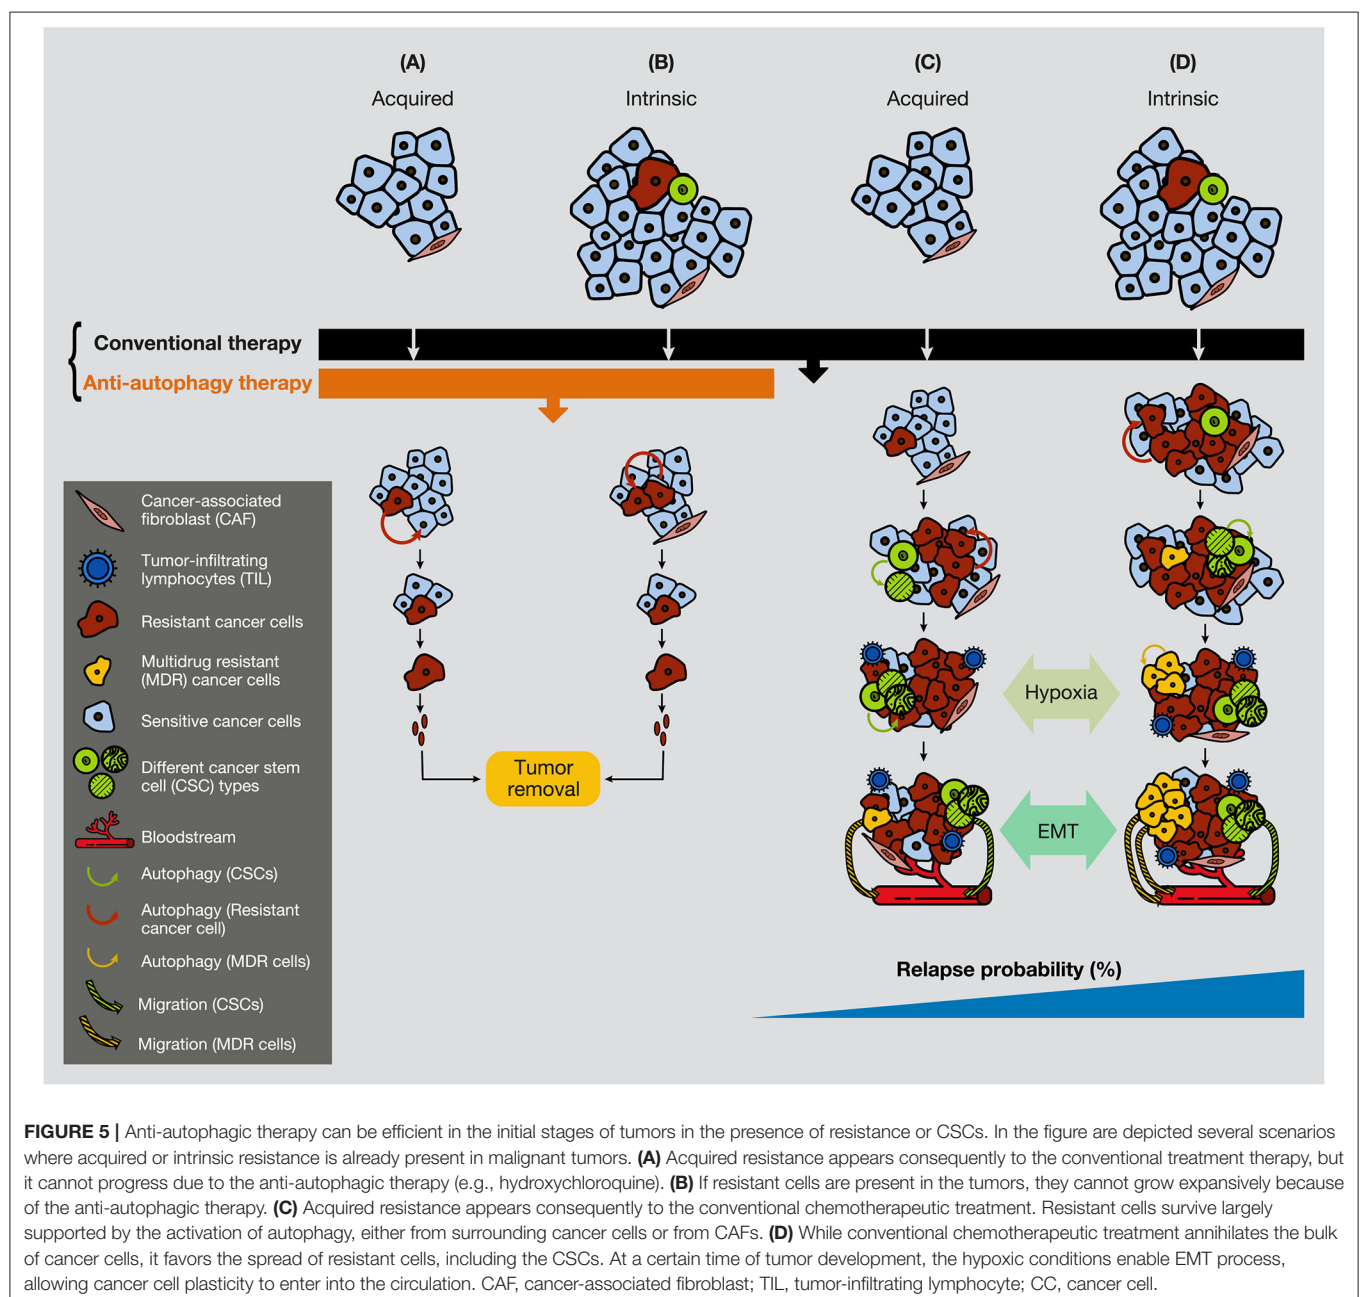 (A)
Acquired
(B)
Intrinsic
(C)
Acquired
(D)
Intrinsic
Conventional therapy
Anti-autophagy therapy
Cancer-associated
fibroblast (CAF)
Tumor-infiltrating
lymphocytes (TIL)
Resistant cancer cells
Multidrug resistant
(MDR) cancer cells
Sensitive cancer cells
Different cancer stem
cell (CSC) types
Bloodstream
Autophagy (CSCs)
Autophagy (Resistant
cancer cell)
Autophagy (MDR cells)
Migration (CSCs)
Migration (MDR cells)
Tumor
removal
Hypoxia
EMT
Relapse probability (%)
FIGURE 5 | Anti-autophagic therapy can be efficient in the initial stages of tumors in the presence of resistance or CSCs. In the figure are depicted several scenarios
where acquired or intrinsic resistance is already present in malignant tumors. (A) Acquired resistance appears consequently to the conventional treatment therapy, but
it cannot progress due to the anti-autophagic therapy (e.g., hydroxychloroquine). (B) If resistant cells are present in the tumors, they cannot grow expansively because
of the anti-autophagic therapy. (C) Acquired resistance appears consequently to the conventional chemotherapeutic treatment. Resistant cells survive largely
supported by the activation of autophagy, either from surrounding cancer cells or from CAFs. (D) While conventional chemotherapeutic treatment annihilates the bulk
of cancer cells, it favors the spread of resistant cells, including the CSCs. At a certain time of tumor development, the hypoxic conditions enable EMT process,
allowing cancer cell plasticity to enter into the circulation. CAF, cancer-associated fibroblast; TIL, tumor-infiltrating lymphocyte; CC, cancer cell.